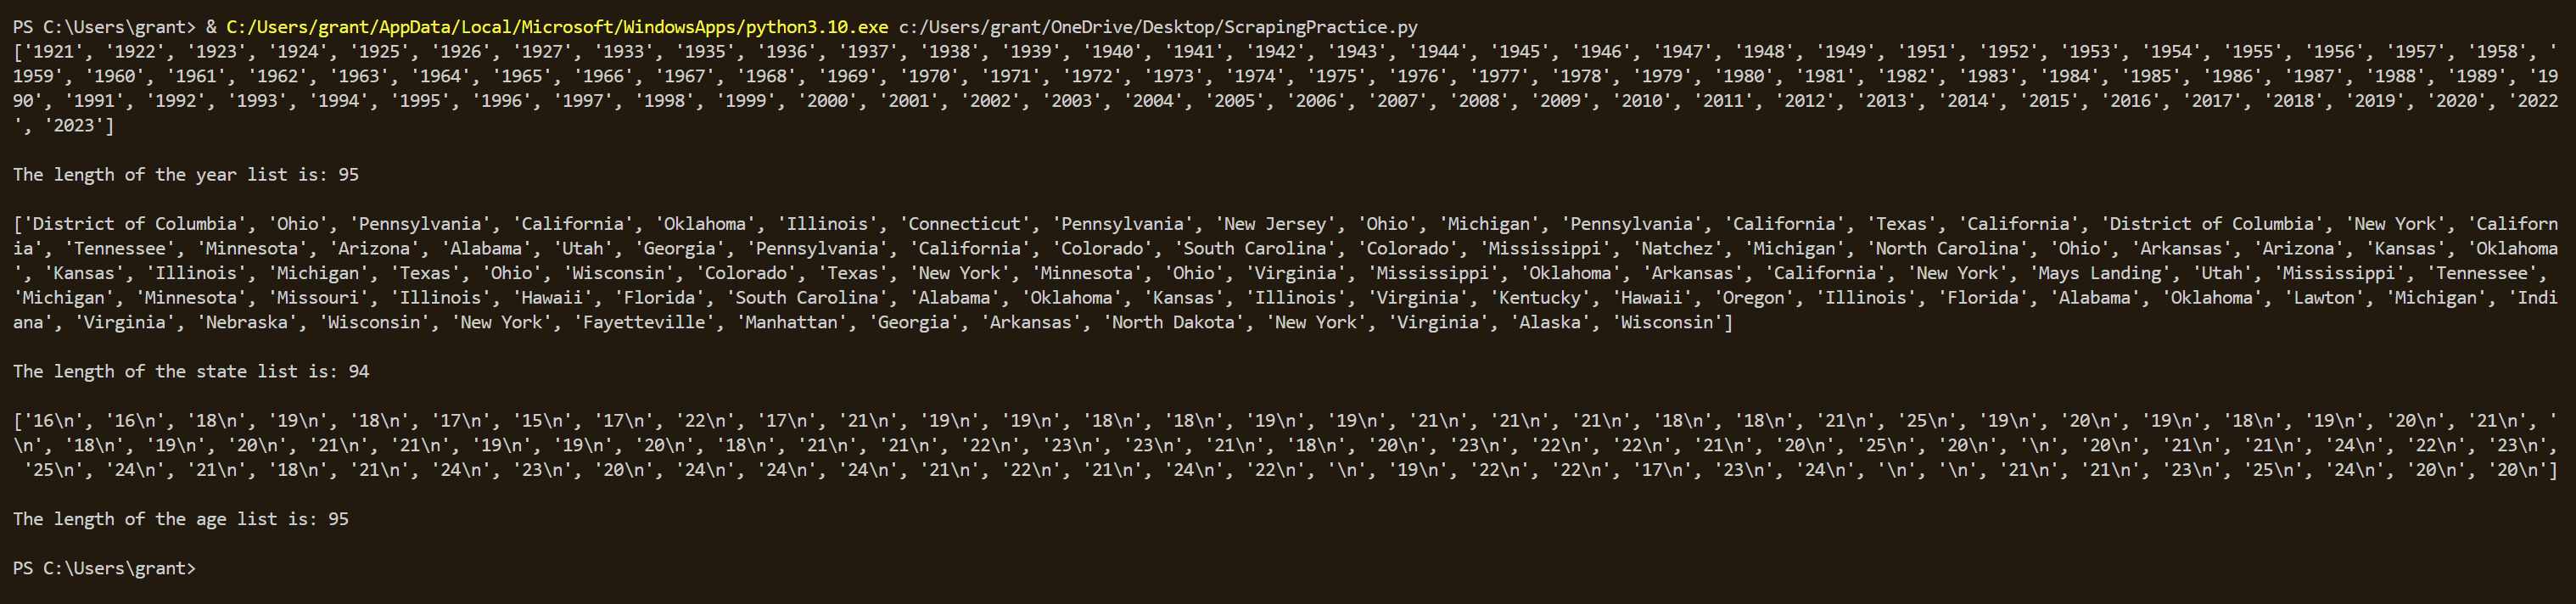 PS C:\Users\grant> & C:/Users/grant/AppData/Local/Microsoft/WindowsApps/python3.10.exe c:/Users/grant/OneDrive/Desktop/ScrapingPractice.py
['1921', '1922', '1923', '1924', '1925', '1926', '1927', '1933', '1935', '1936', '1937', '1938', '1939', '1940', '1941', '1942', '1943', '1944', '1945', '1946', '1947', '1948', '1949', '1951', '1952', '1953', '1954', '1955', '1956', '1957', '1958', '
1959', '1960', '1961', '1962', '1963', '1964', '1965', '1966', '1967', '1968', '1969', '1970', '1971', '1972', '1973', '1974', '1975', '1976', '1977', '1978', '1979', '1980', '1981', '1982', '1983', '1984', '1985', '1986', '1987', '1988', '1989', '19
90', '1991', '1992', '1993', '1994', '1995', '1996', '1997', '1998', '1999', '2000', '2001', '2002', '2003', '2004', '2005', '2006', '2007', '2008', '2009', '2010', '2011', '2012', '2013', '2014', '2015', '2016', '2017', '2018', '2019', '2020', '2022
', '2023']
The length of the year list is: 95
['District of Columbia', 'Ohio', 'Pennsylvania', 'California', 'Oklahoma', 'Illinois', 'Connecticut', 'Pennsylvania', 'New Jersey', 'Ohio', 'Michigan', 'Pennsylvania', 'California', 'Texas', 'California', 'District of Columbia', 'New York', 'Californ
ia', 'Tennessee', 'Minnesota', 'Arizona', 'Alabama', 'Utah', 'Georgia', 'Pennsylvania', 'California', 'Colorado', 'South Carolina', 'Colorado', 'Mississippi', 'Natchez', 'Michigan', 'North Carolina', 'Ohio', 'Arkansas', 'Arizona', 'Kansas', 'Oklahoma
', 'Kansas', 'Illinois', 'Michigan', 'Texas', 'Ohio', 'Wisconsin', 'Colorado', 'Texas', 'New York', 'Minnesota', 'Ohio', 'Virginia', 'Mississippi', 'Oklahoma', 'Arkansas', 'California', 'New York', 'Mays Landing', 'Utah', 'Mississippi', 'Tennessee',
'Michigan', 'Minnesota', 'Missouri', 'Illinois', 'Hawaii', 'Florida', 'South Carolina', 'Alabama', 'Oklahoma', 'Kansas', 'Illinois', 'Virginia', 'Kentucky', 'Hawaii', 'Oregon', 'Illinois', 'Florida', 'Alabama', 'Oklahoma', 'Lawton', 'Michigan', 'Indi
ana', 'Virginia', 'Nebraska', 'Wisconsin', 'New York', 'Fayetteville', 'Manhattan', 'Georgia', 'Arkansas', 'North Dakota', 'New York', 'Virginia', 'Alaska', 'Wisconsin']
The length of the state list is: 94
['16\n', '16\n', '18\n', '19\n', '18\n', '17\n', '15\n', '17\n', '22\n', '17\n', '21\n', '19\n', '19\n', '18\n', '18\n', '19\n', '19\n', '21\n', '21\n', '21\n', '18\n', '18\n', '21\n', '25\n', '19\n', '20\n', '19\n', '18\n', '19\n', '20\n', '21\n', '
\n', '18\n', '19\n', '20\n', '21\n', '21\n', '19\n', '19\n', '20\n', '18\n', '21\n', '21\n', '22\n', '23\n', '23\n', '21\n', '18\n', '20\n', '23\n', '22\n', '22\n', '21\n', '20\n', '25\n', '20\n', '\n', '20\n', '21\n', '21\n', '24\n', '22\n', '23\n',
'25\n', '24\n', '21\n', '18\n', '21\n', '24\n', '23\n', '20\n', '24\n', '24\n', '24\n', '21\n', '22\n', '21\n', '24\n', '22\n', '\n', '19\n', '22\n', '22\n', '17\n', '23\n', '24\n', '\n', '\n', '21\n', '21\n', '23\n', '25\n', '24\n', '20\n', '20\n']
The length of the age list is: 95
PS C:\Users\grant>